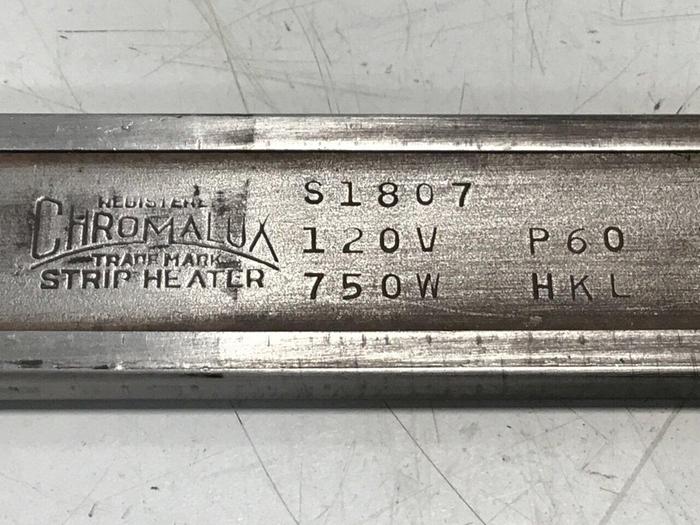 REGISTERED
CHROMALUX
TRADE MARK
STRIP HEATER
S1807
120V P60
750W HKL